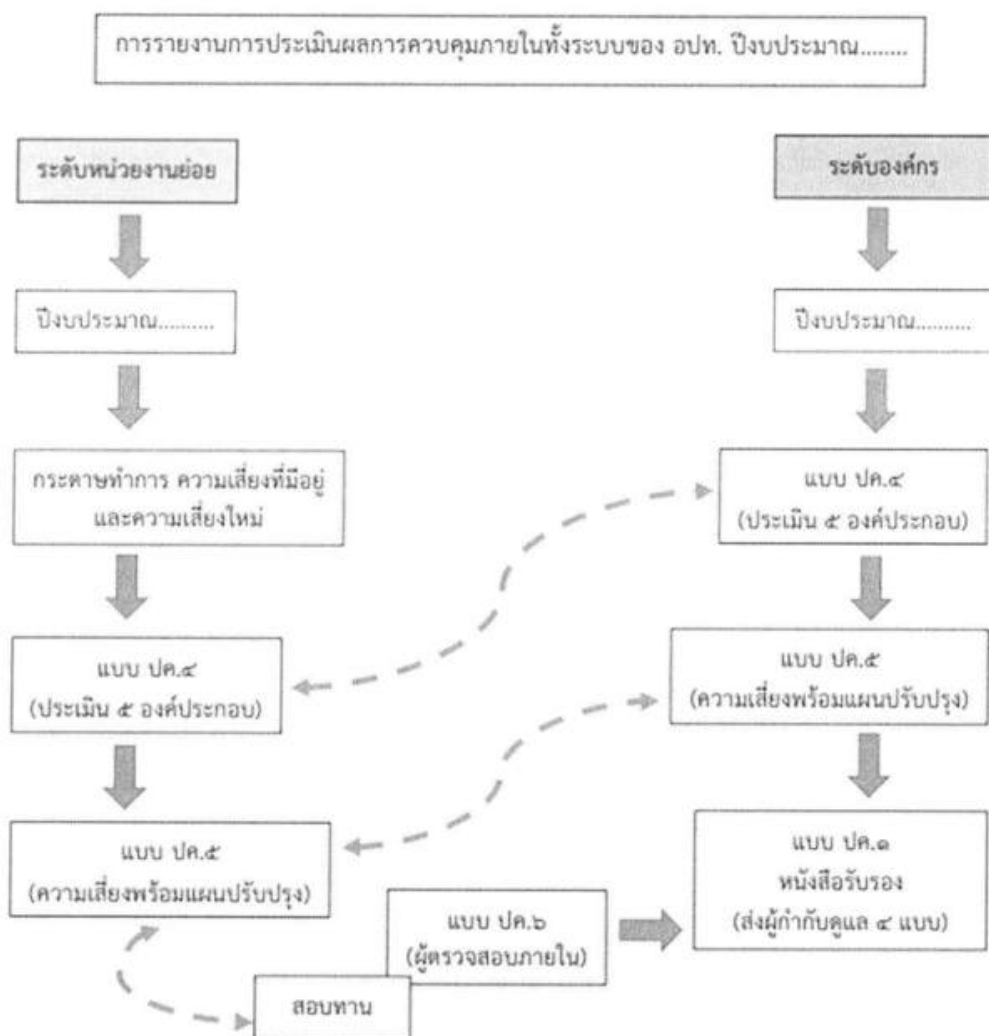 การรายงานการประเมินผลการควบคุมภายในทั้งระบบของ อปท. ปีงบประมาณ........
ระดับหน่วยงานย่อย
ปีงบประมาณ..........
กระดาษทำการ ความเสี่ยงที่มีอยู่
และความเสี่ยงใหม่
แบบ ปค.๔
(ประเมิน ๕ องค์ประกอบ)
แบบ ปค.๕
(ความเสี่ยงพร้อมแผนปรับปรุง)
สอบทาน
แบบ ปค.๖
(ผู้ตรวจสอบภายใน)
ระดับองค์กร
ปีงบประมาณ..........
แบบ ปค.๔
(ประเมิน ๕ องค์ประกอบ)
แบบ ปค.๕
(ความเสี่ยงพร้อมแผนปรับปรุง)
แบบ ปค.๑
หนังสือรับรอง
(ส่งผู้กำกับดูแล ๔ แบบ)